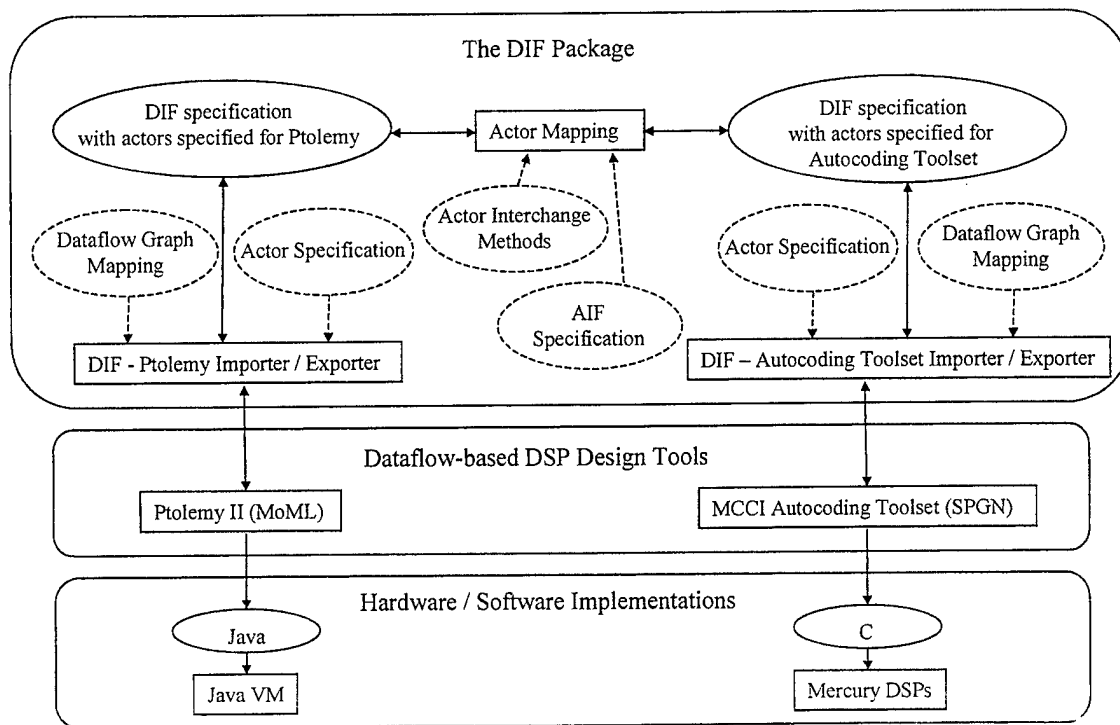 The DIF Package
DIF specification
with actors specified for Ptolemy
Actor Mapping
DIF specification
with actors specified for
Autocoding Toolset
Dataflow Graph
Mapping
Actor Specification
Actor Interchange
Methods
AIF
Specification
Actor Specification
Dataflow Graph
Mapping
DIF - Ptolemy Importer / Exporter
DIF – Autocoding Toolset Importer / Exporter
Dataflow-based DSP Design Tools
Ptolemy II (MoML)
MCCI Autocoding Toolset (SPGN)
Hardware / Software Implementations
Java
C
Java VM
Mercury DSPs